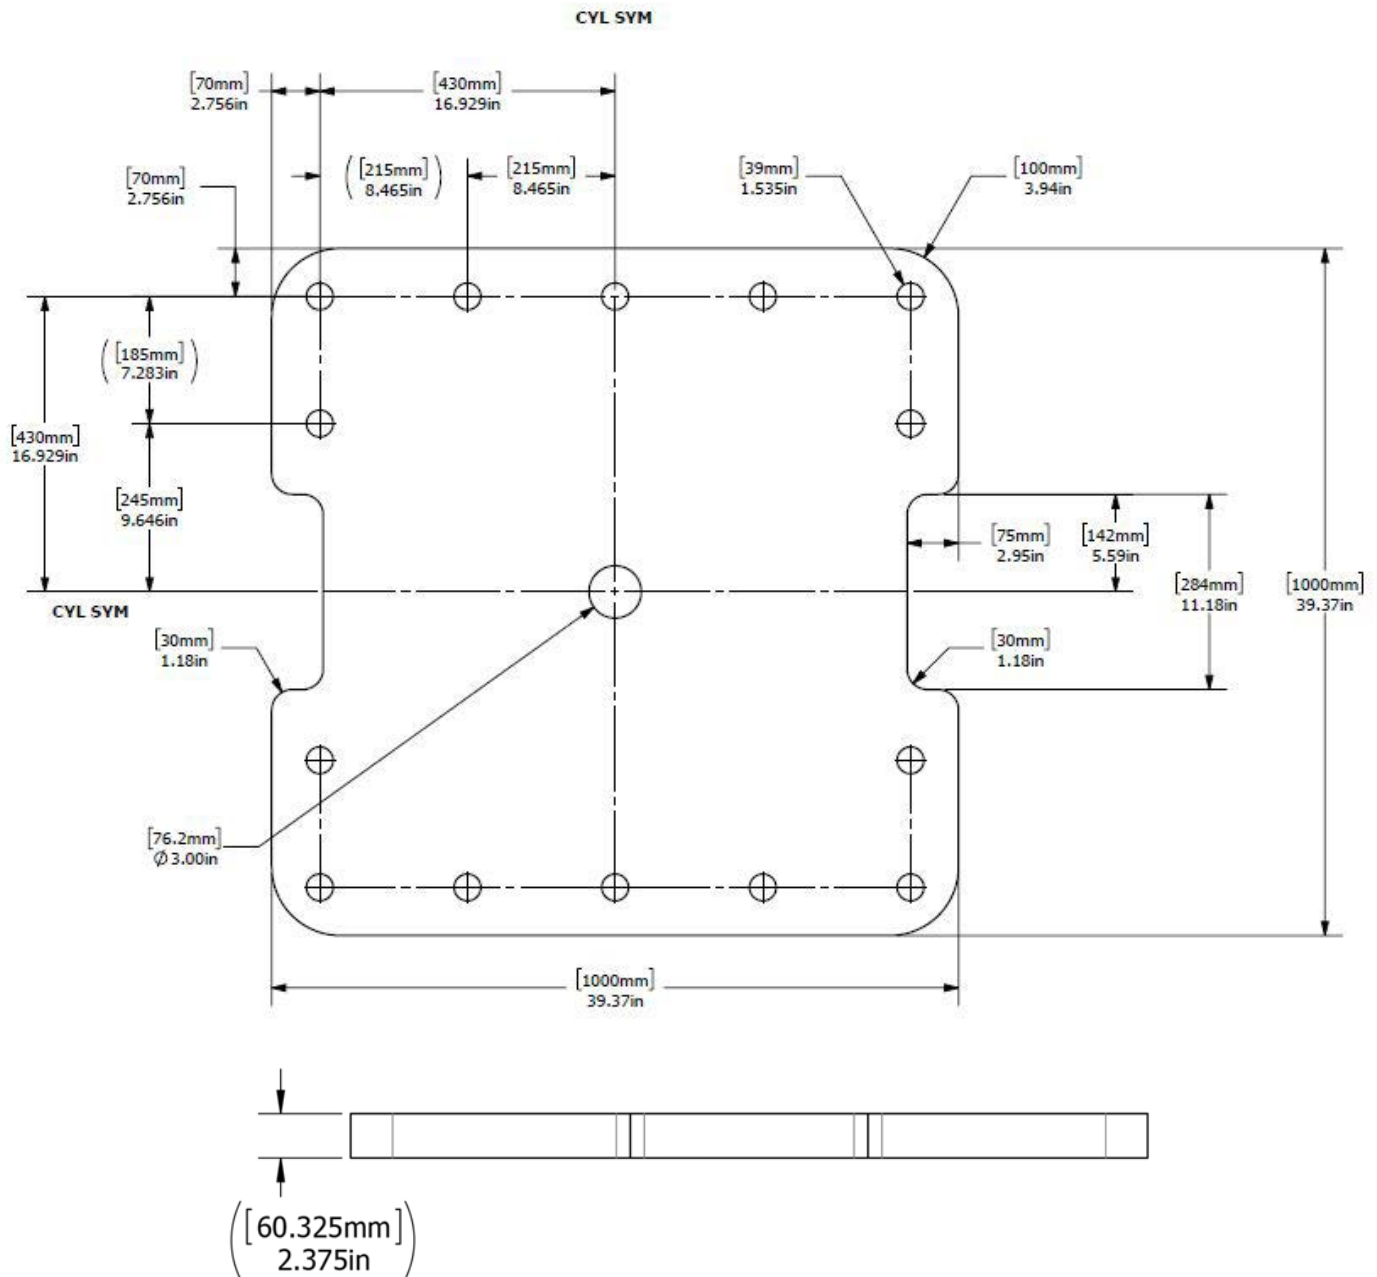 CYL SYM
[70mm]
2.756in
[430mm]
16.929in
[70mm]
2.756in
([215mm]
8.465in)
[215mm]
8.465in
[39mm]
1.535in
[100mm]
3.94in
([185mm]
7.283in)
[430mm]
16.929in
[245mm]
9.646in
[75mm]
2.95in
[142mm]
5.59in
[284mm]
11.18in
[1000mm]
39.37in
CYL SYM
[30mm]
1.18in
[30mm]
1.18in
[76.2mm]
∅3.00in
[1000mm]
39.37in
([60.325mm]
2.375in)